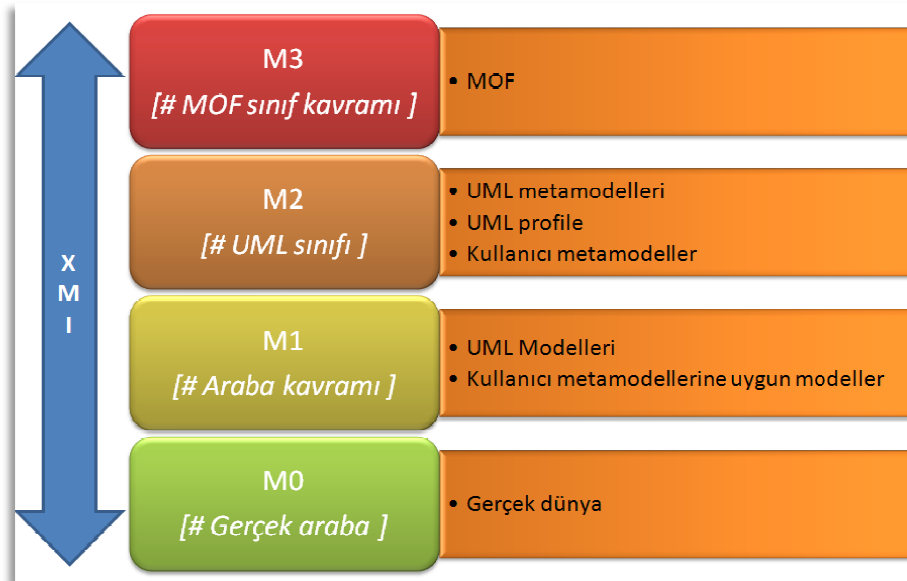 X
M
I
M3
[# MOF sınıf kavramı ]
• MOF
M2
[# UML sınıfı ]
• UML metamodelleri
• UML profile
• Kullanıcı metamodeller
M1
[# Araba kavramı ]
• UML Modelleri
• Kullanıcı metamodellerine uygun modeller
M0
[# Gerçek araba ]
• Gerçek dünya